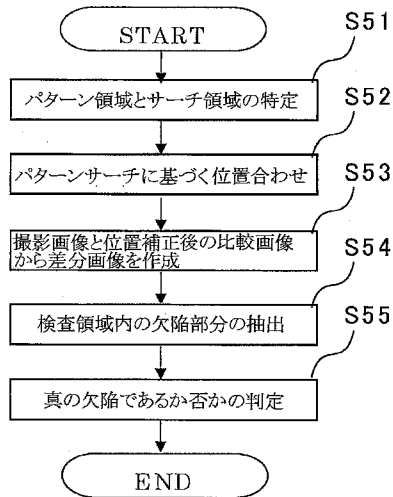 START
S51
パターン領域とサーチ領域の特定
S52
パターンサーチに基づく位置合わせ
S53
撮影画像と位置補正後の比較画像
から差分画像を作成
S54
検査領域内の欠陥部分の抽出
S55
真の欠陥であるか否かの判定
END